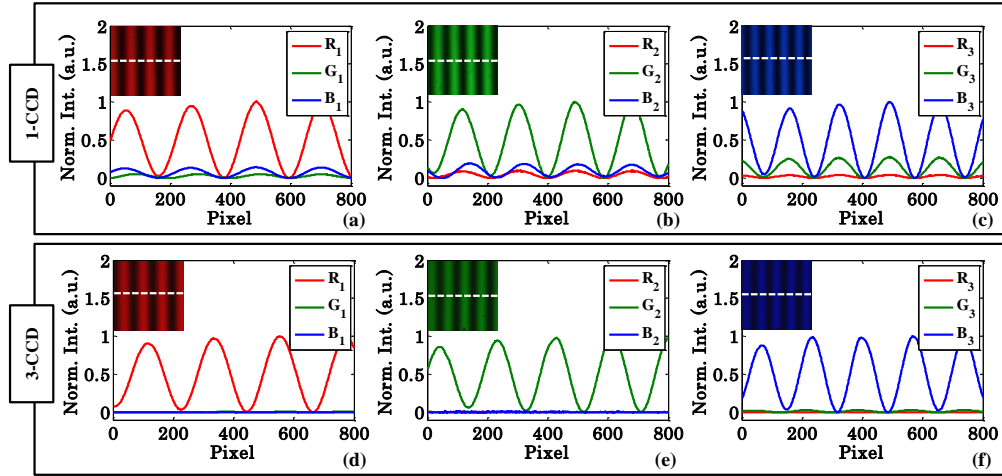 1-CCD
Norm. Int. (a.u.)
2
1.5
1
0.5
0
0 200 400 600 800
Pixel
R1
G1
B1
(a)
Norm. Int. (a.u.)
2
1.5
1
0.5
0
0 200 400 600 800
Pixel
R2
G2
B2
(b)
Norm. Int. (a.u.)
2
1.5
1
0.5
0
0 200 400 600 800
Pixel
R3
G3
B3
(c)
3-CCD
Norm. Int. (a.u.)
2
1.5
1
0.5
0
0 200 400 600 800
Pixel
R1
G1
B1
(d)
Norm. Int. (a.u.)
2
1.5
1
0.5
0
0 200 400 600 800
Pixel
R2
G2
B2
(e)
Norm. Int. (a.u.)
2
1.5
1
0.5
0
0 200 400 600 800
Pixel
R3
G3
B3
(f)